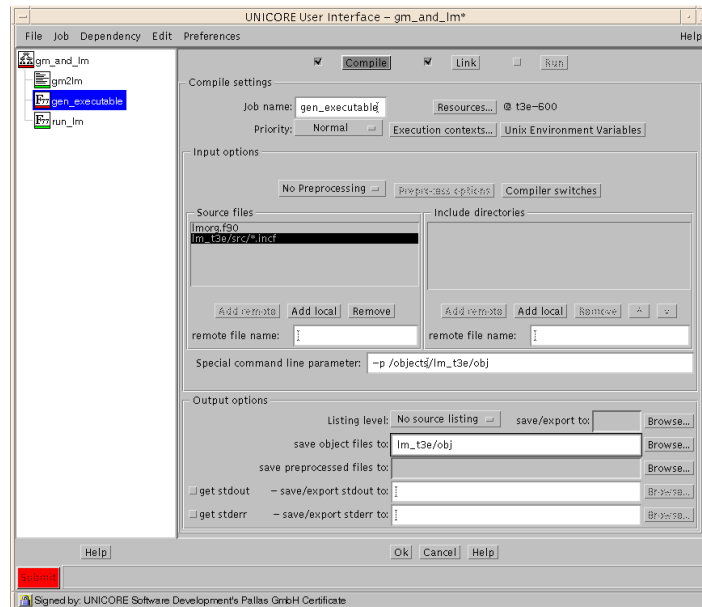 UNICORE User Interface – gm_and_lm*
File Job Dependency Edit Preferences Help
gm_and_lm
gm2lm
F77 gen_executable
F77 run_lm
Compile Link Run
Compile settings
Job name: gen_executable Resources... @ t3e–600
Priority: Normal Execution contexts... Unix Environment Variables
Input options
No Preprocessing Preprocess options Compiler switches
Source files
lmorg.f90
lm_t3e/src/*.incf
Add remote Add local Remove
remote file name:
Include directories
Add remote Add local Remove ^ v
remote file name:
Special command line parameter: –p /objects/lm_t3e/obj
Output options
Listing level: No source listing save/export to: Browse...
save object files to: lm_t3e/obj Browse...
save preprocessed files to: Browse...
get stdout – save/export stdout to: Browse...
get stderr – save/export stderr to: Browse...
Help Ok Cancel Help
Submit
Signed by: UNICORE Software Development's Pallas GmbH Certificate